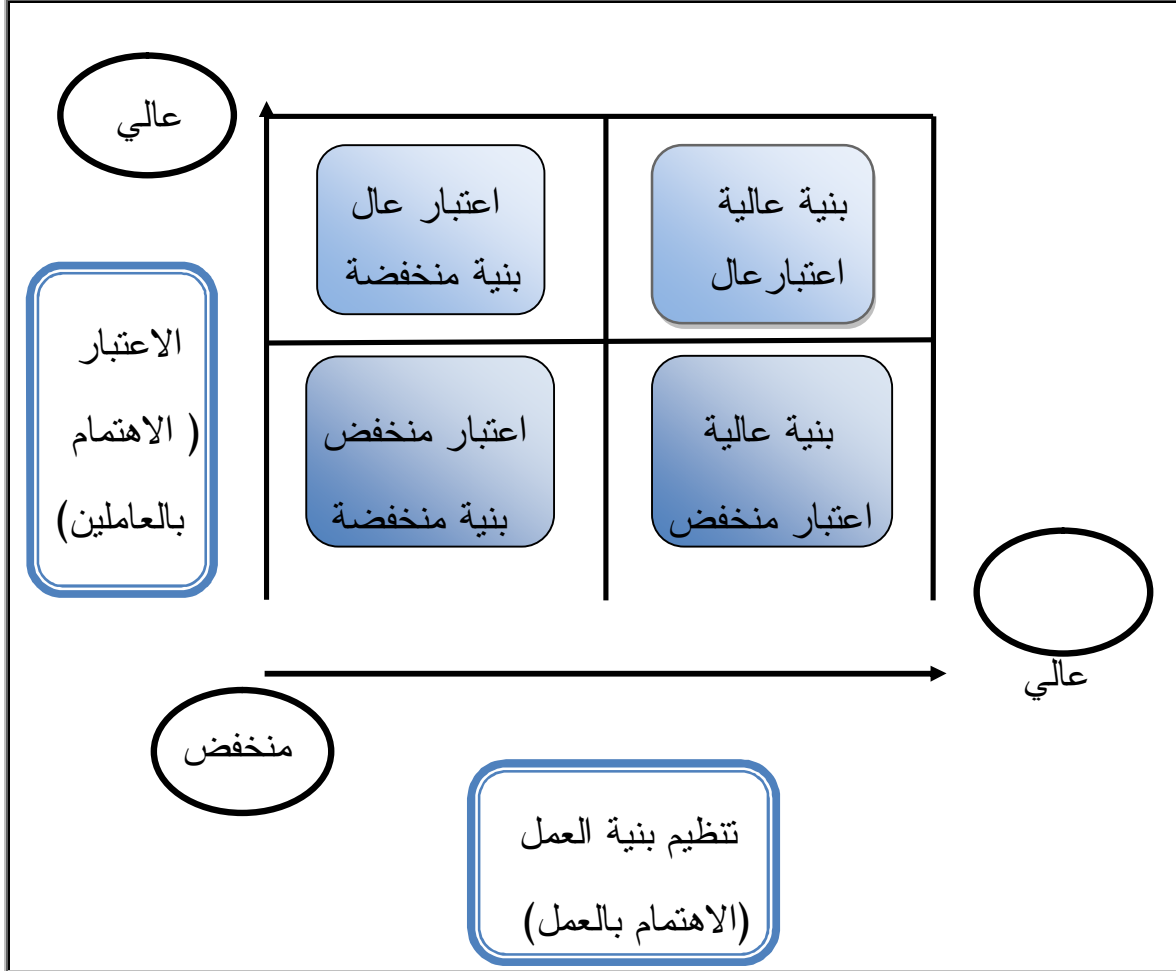 عالي
بنية عالية
اعتبارعال
اعتبار عال
بنية منخفضة
الاعتبار
( الاهتمام
بالعاملين)
بنية عالية
اعتبار منخفض
اعتبار منخفض
بنية منخفضة
عالي
منخفض
تنظيم بنية العمل
(الاهتمام بالعمل)